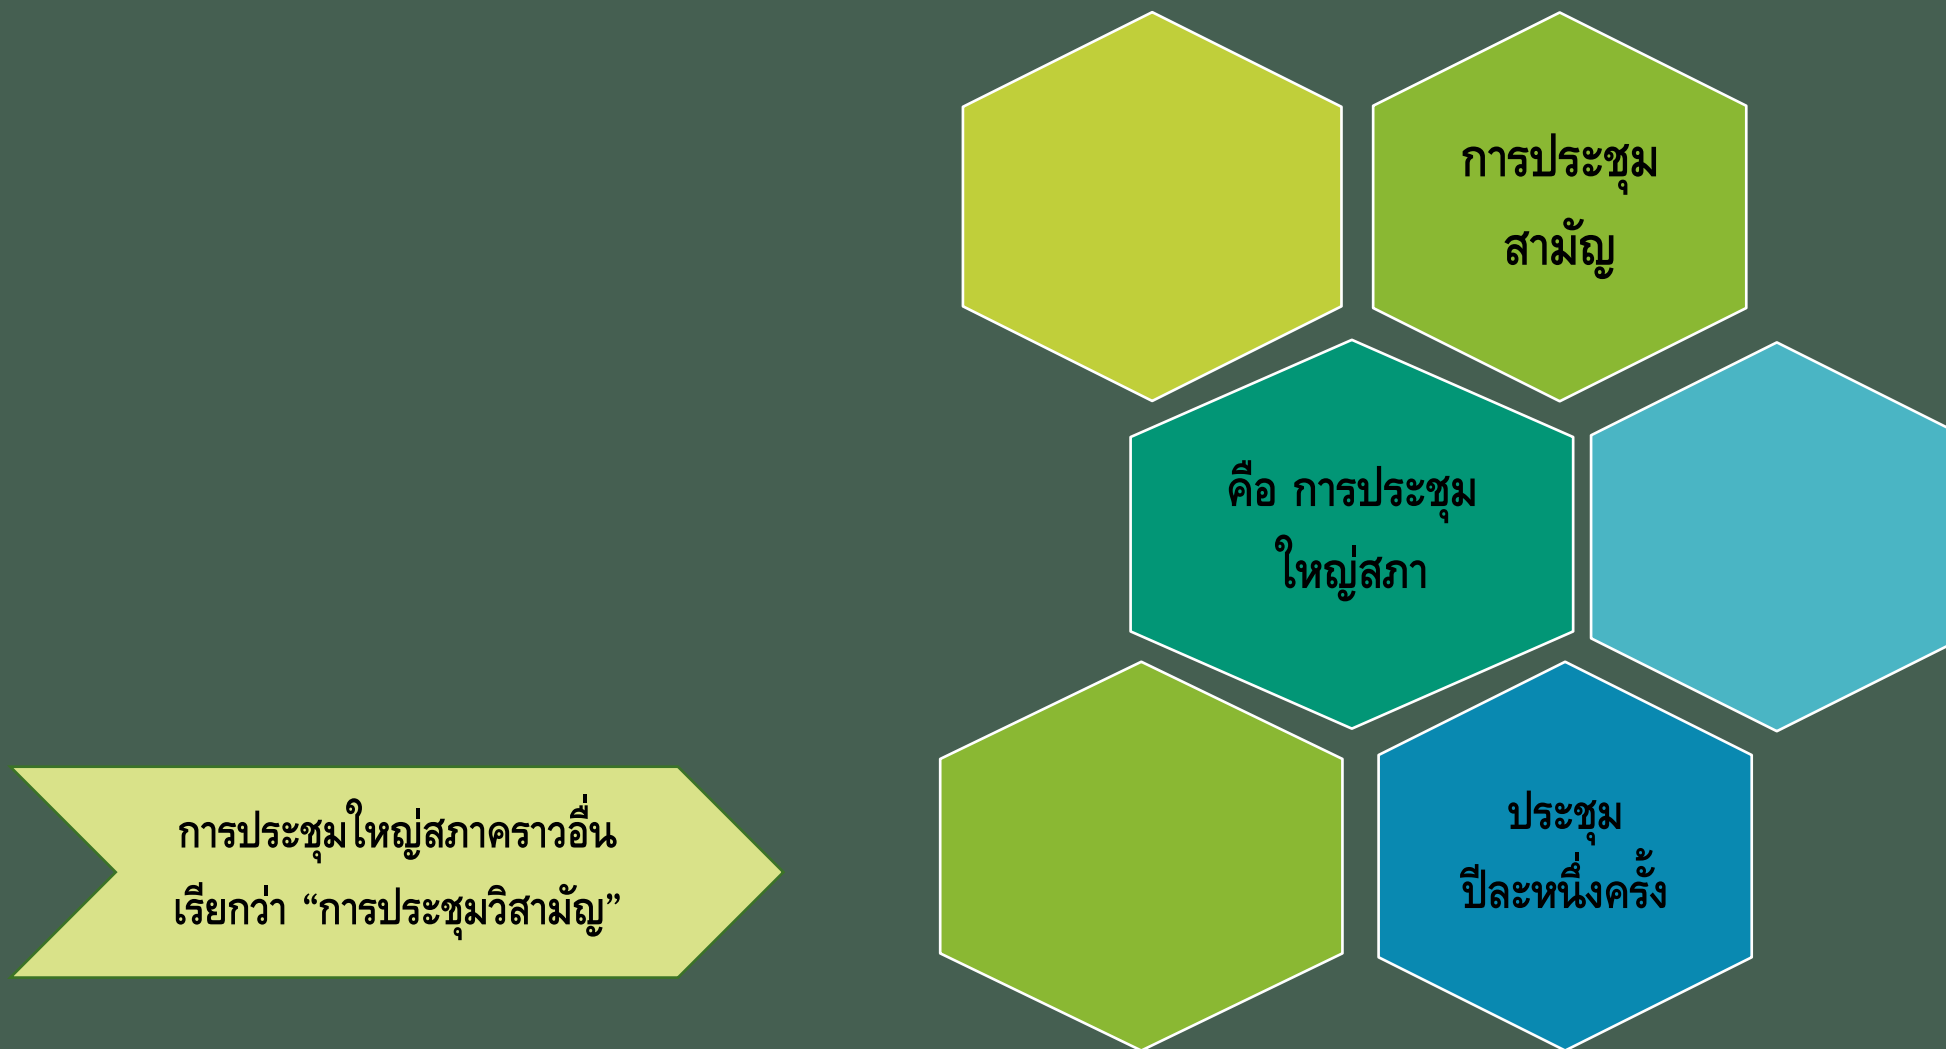 การประชุม
สามัญ
คือ การประชุม
ใหญ่สภา
ประชุม
ปีละหนึ่งครั้ง
การประชุมใหญ่สภาคราวอื่น
เรียกว่า “การประชุมวิสามัญ”